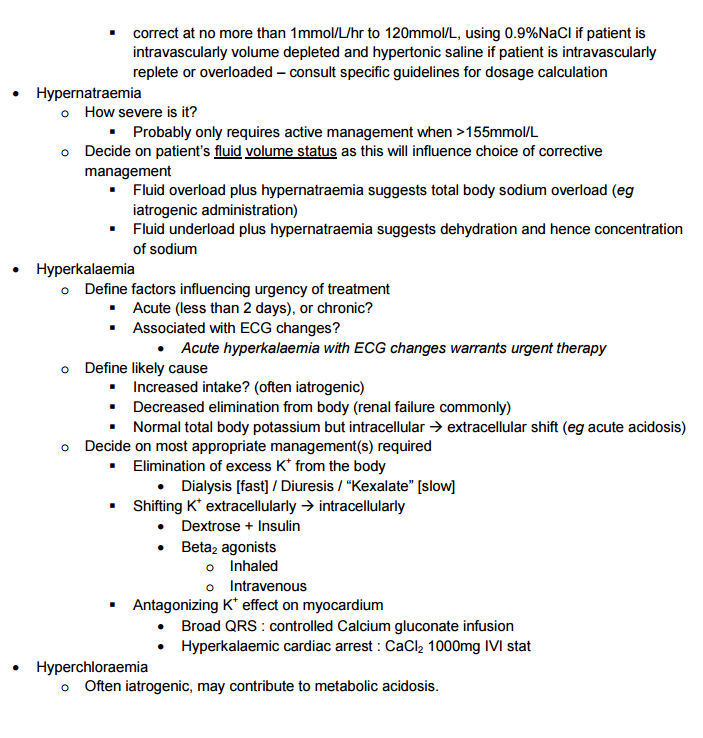 ▪ correct at no more than 1mmol/L/hr to 120mmol/L, using 0.9%NaCl if patient is
intravascularly volume depleted and hypertonic saline if patient is intravascularly
replete or overloaded – consult specific guidelines for dosage calculation
• Hypernatraemia
o How severe is it?
▪ Probably only requires active management when >155mmol/L
o Decide on patient’s fluid volume status as this will influence choice of corrective
management
▪ Fluid overload plus hypernatraemia suggests total body sodium overload (eg
iatrogenic administration)
▪ Fluid underload plus hypernatraemia suggests dehydration and hence concentration
of sodium
• Hyperkalaemia
o Define factors influencing urgency of treatment
▪ Acute (less than 2 days), or chronic?
▪ Associated with ECG changes?
• Acute hyperkalaemia with ECG changes warrants urgent therapy
o Define likely cause
▪ Increased intake? (often iatrogenic)
▪ Decreased elimination from body (renal failure commonly)
▪ Normal total body potassium but intracellular → extracellular shift (eg acute acidosis)
o Decide on most appropriate management(s) required
▪ Elimination of excess K⁺ from the body
• Dialysis [fast] / Diuresis / “Kexalate” [slow]
▪ Shifting K⁺ extracellularly → intracellularly
• Dextrose + Insulin
• Beta₂ agonists
o Inhaled
o Intravenous
▪ Antagonizing K⁺ effect on myocardium
• Broad QRS : controlled Calcium gluconate infusion
• Hyperkalaemic cardiac arrest : CaCl₂ 1000mg IVI stat
• Hyperchloraemia
o Often iatrogenic, may contribute to metabolic acidosis.